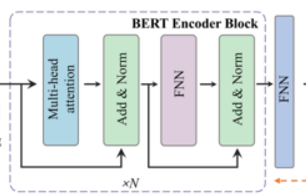 BERT Encoder Block
Multi-head
attention
Add & Norm
FNN
Add & Norm
FNN
×N